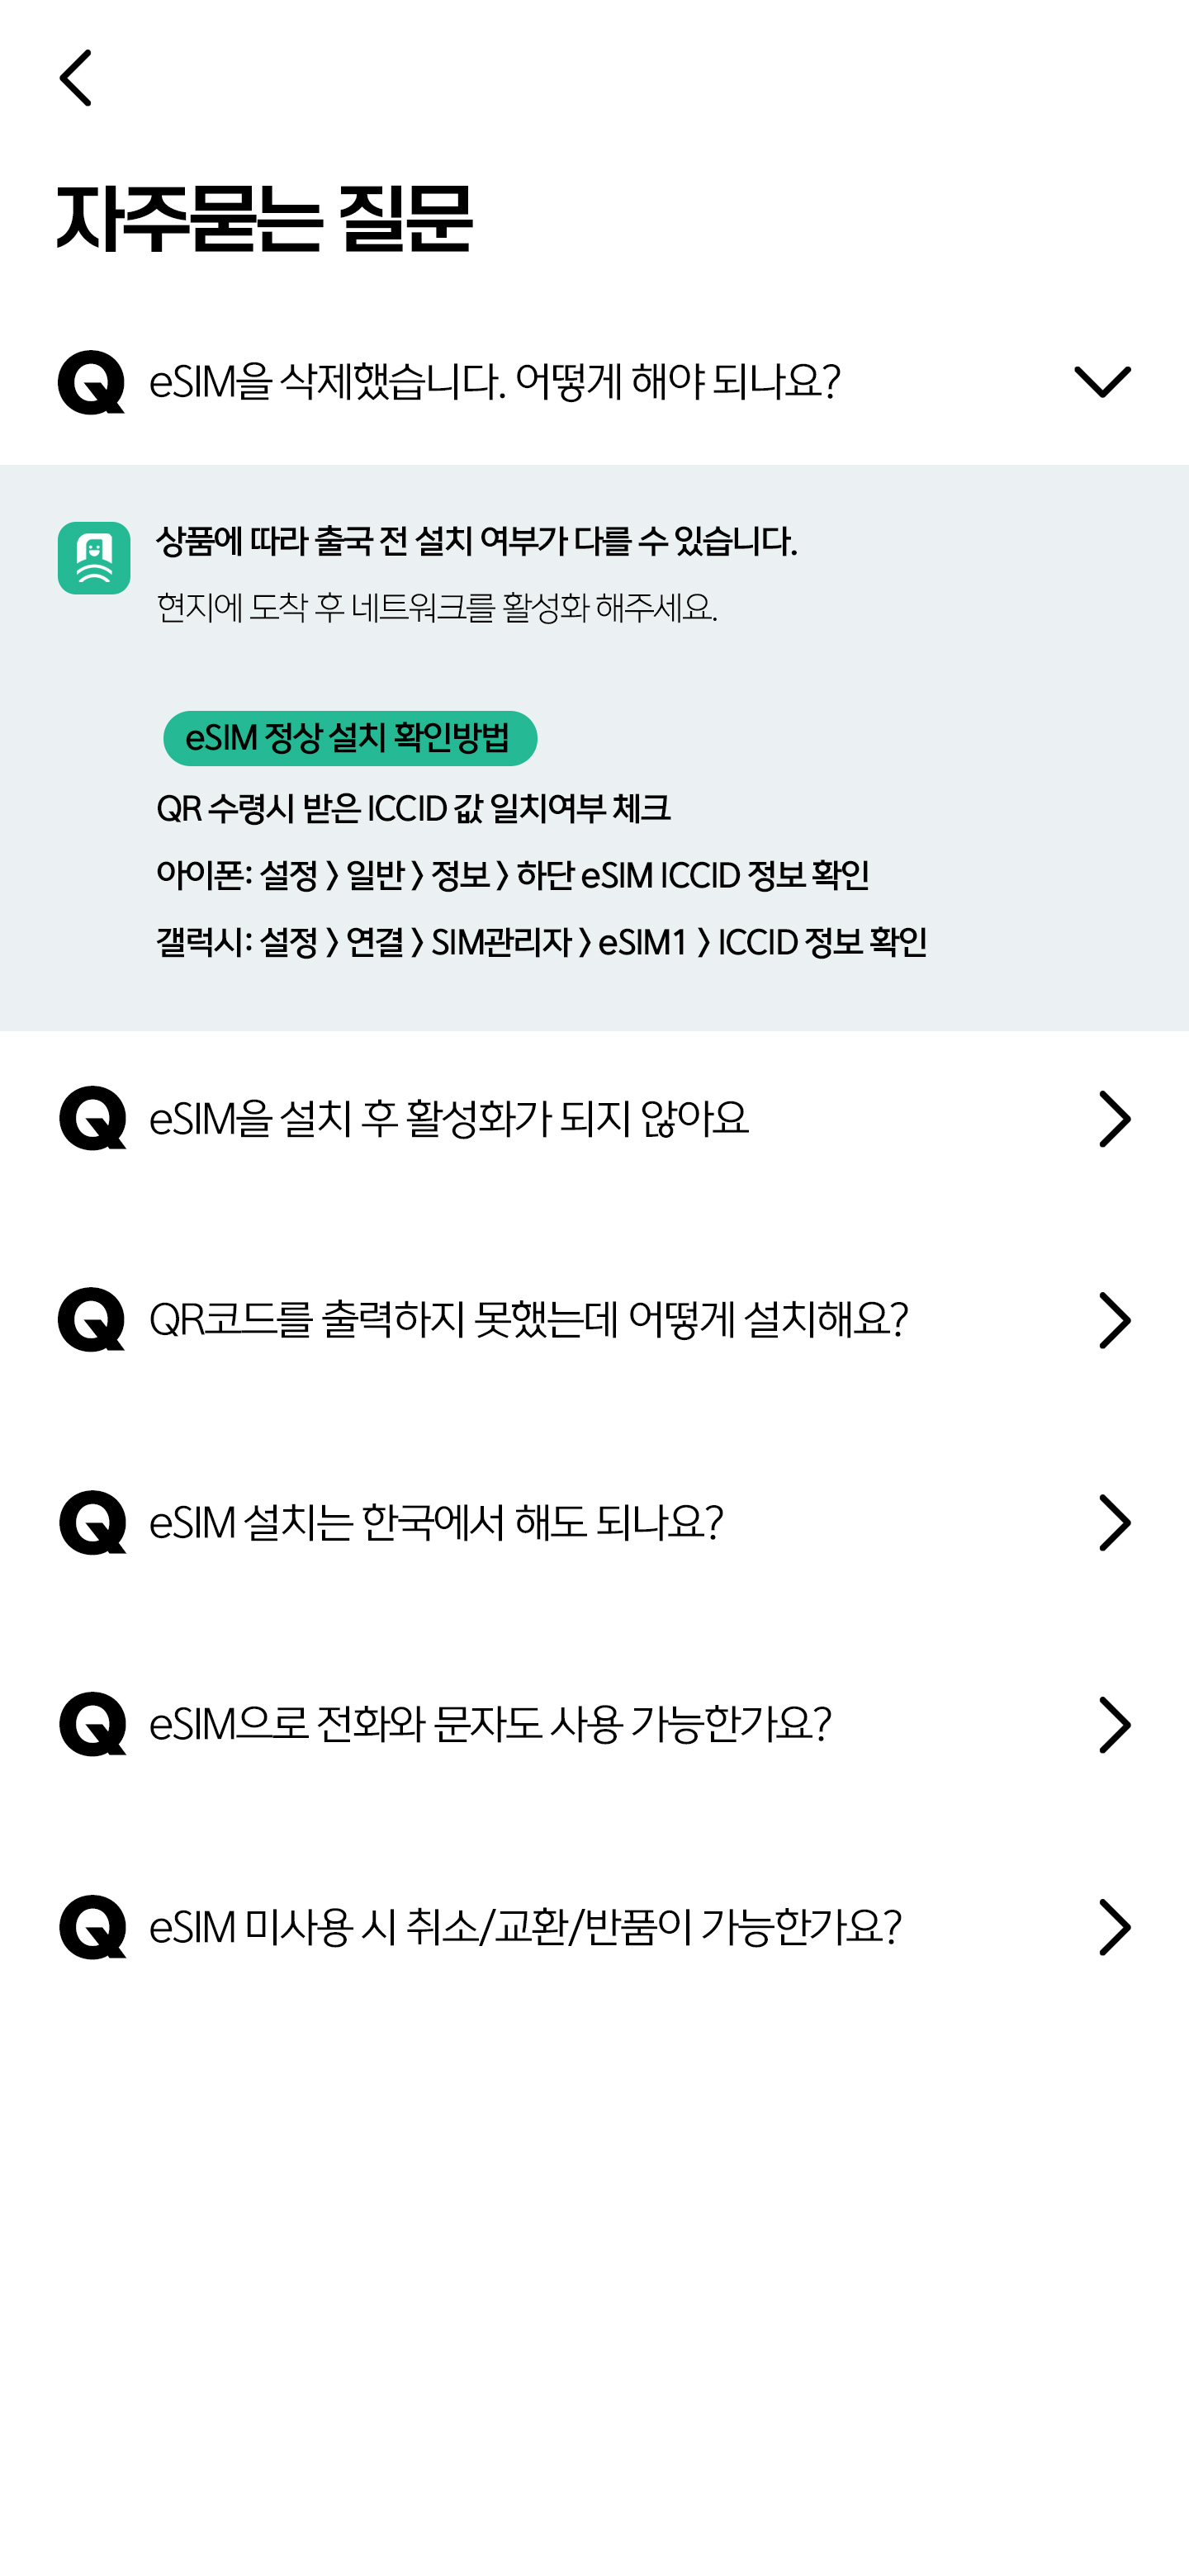 자주묻는 질문
Q eSIM을 삭제했습니다. 어떻게 해야 되나요?
상품에 따라 출국 전 설치 여부가 다를 수 있습니다.
현지에 도착 후 네트워크를 활성화 해주세요.
eSIM 정상 설치 확인방법
QR 수령시 받은 ICCID 값 일치여부 체크
아이폰: 설정 > 일반 > 정보 > 하단 eSIM ICCID 정보 확인
갤럭시: 설정 > 연결 > SIM관리자 > eSIM1 > ICCID 정보 확인
Q eSIM을 설치 후 활성화가 되지 않아요
Q QR코드를 출력하지 못했는데 어떻게 설치해요?
Q eSIM 설치는 한국에서 해도 되나요?
Q eSIM으로 전화와 문자도 사용 가능한가요?
Q eSIM 미사용 시 취소/교환/반품이 가능한가요?